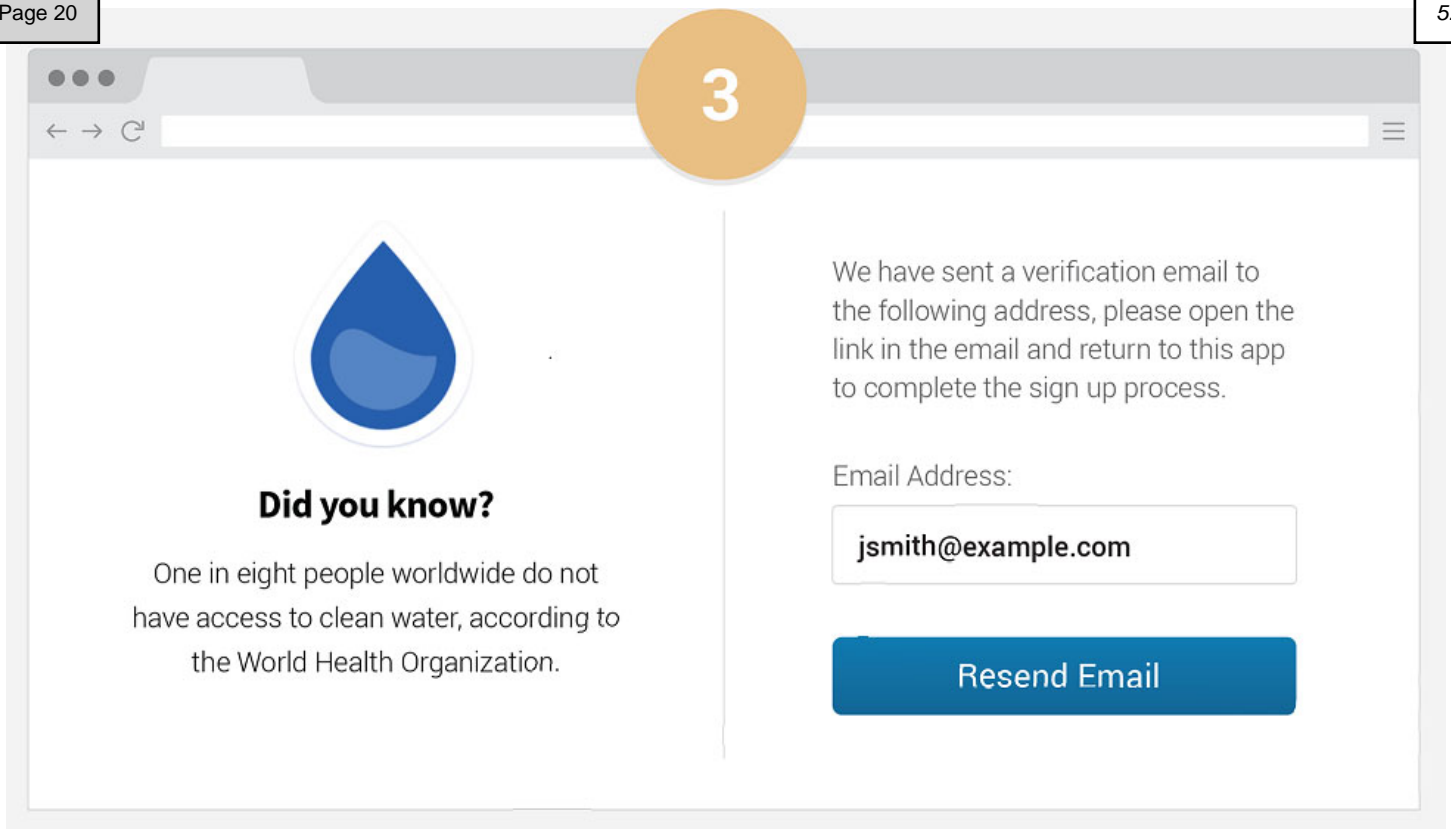 Page 20
5.
3
Did you know?
One in eight people worldwide do not
have access to clean water, according to
the World Health Organization.
We have sent a verification email to
the following address, please open the
link in the email and return to this app
to complete the sign up process.
Email Address:
jsmith@example.com
Resend Email